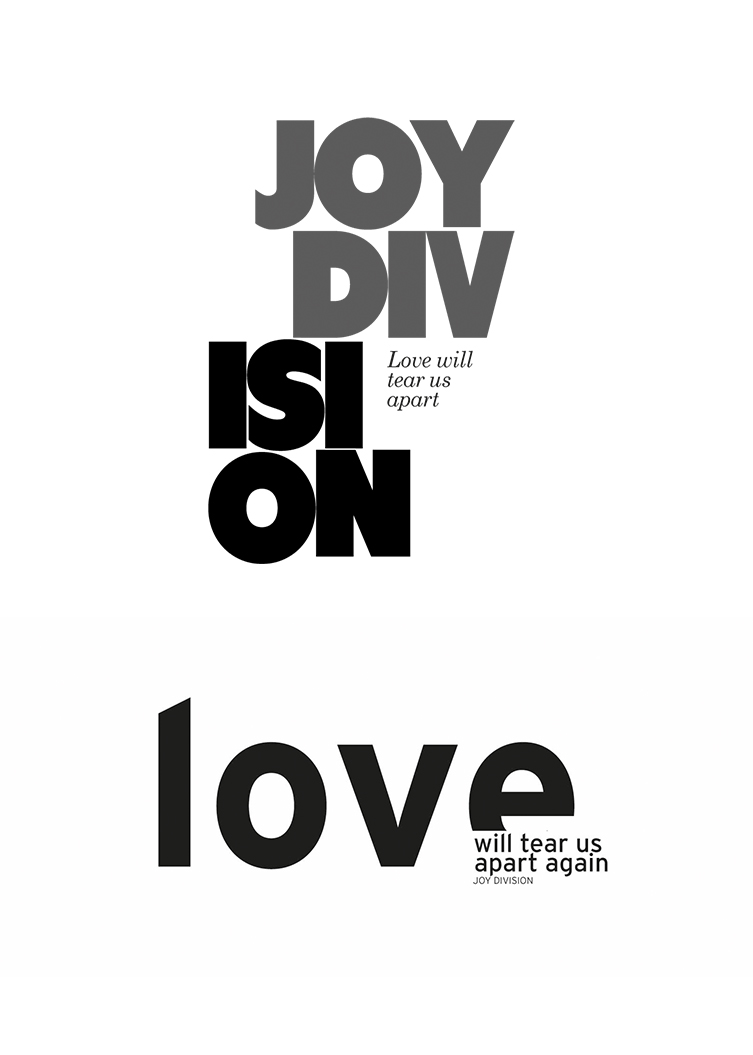 JOY
DIV
ISI
ON
Love will
tear us
apart
love
will tear us
apart again
JOY DIVISION